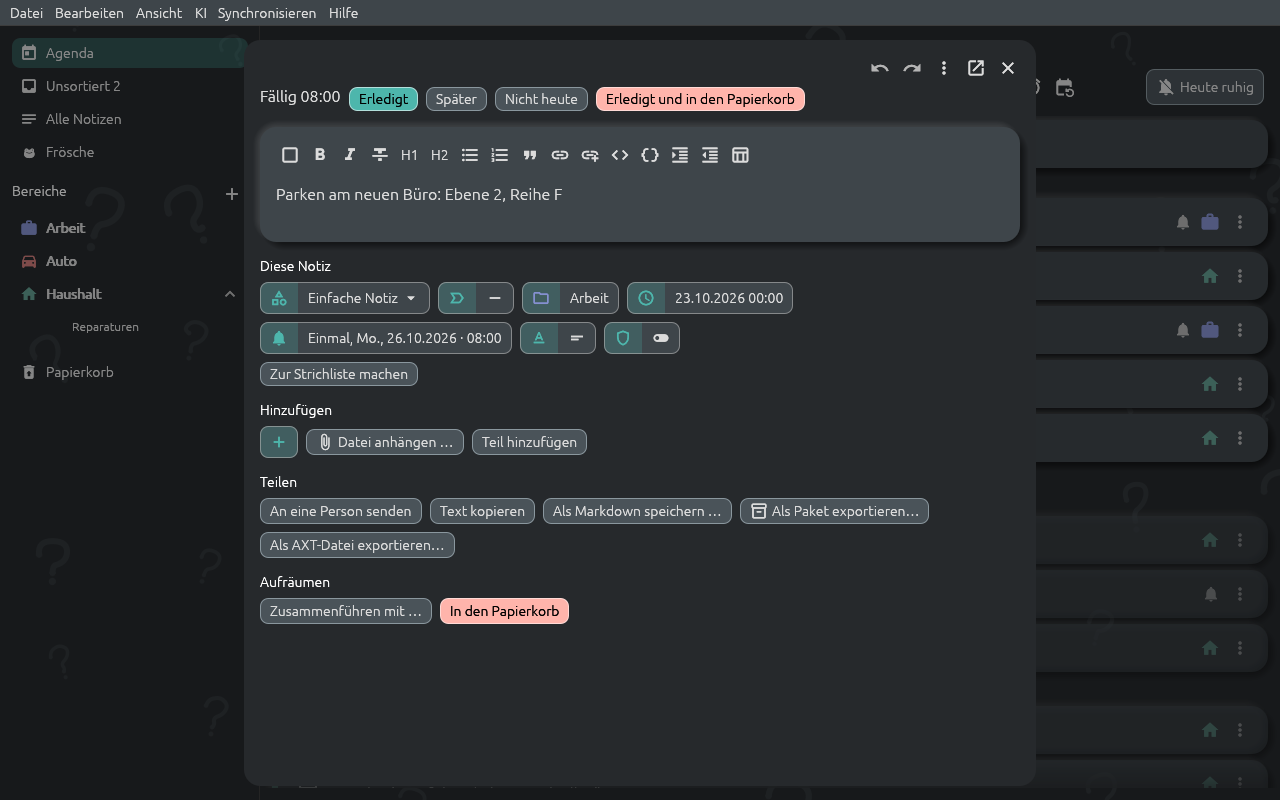 Datei Bearbeiten Ansicht KI Synchronisieren Hilfe
Agenda
Unsortiert 2
Alle Notizen
Frösche
Bereiche
Arbeit
Auto
Haushalt
Reparaturen
Papierkorb
Heute ruhig
Fällig 08:00 Erledigt Später Nicht heute Erledigt und in den Papierkorb
B I H1 H2
Parken am neuen Büro: Ebene 2, Reihe F
Diese Notiz
Einfache Notiz — Arbeit 23.10.2026 00:00
Einmal, Mo., 26.10.2026 · 08:00
Zur Strichliste machen
Hinzufügen
+ Datei anhängen … Teil hinzufügen
Teilen
An eine Person senden Text kopieren Als Markdown speichern … Als Paket exportieren…
Als AXT-Datei exportieren…
Aufräumen
Zusammenführen mit … In den Papierkorb